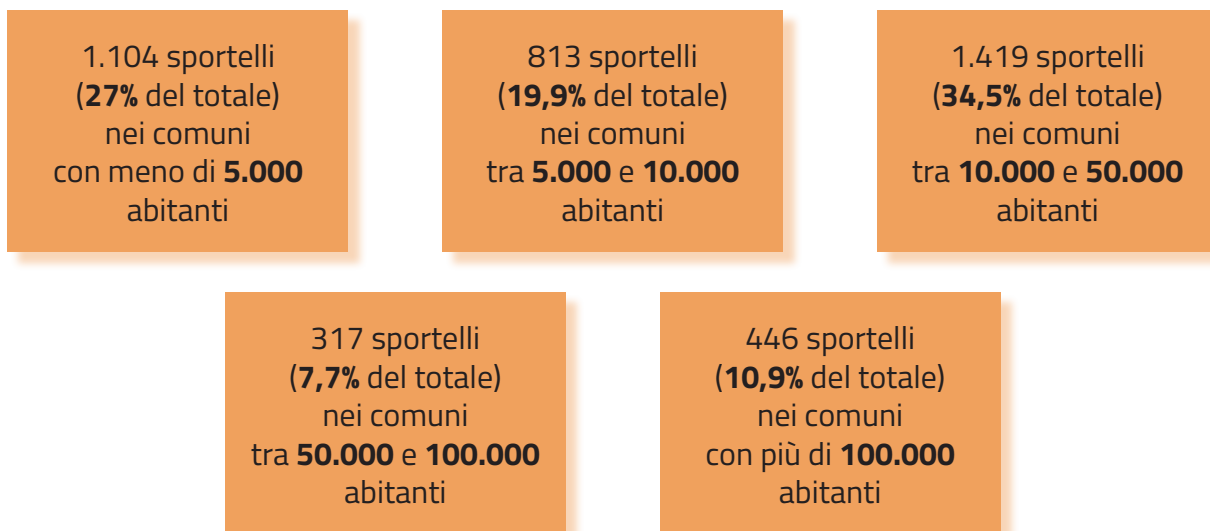 1.104 sportelli
(27% del totale)
nei comuni
con meno di 5.000
abitanti
813 sportelli
(19,9% del totale)
nei comuni
tra 5.000 e 10.000
abitanti
1.419 sportelli
(34,5% del totale)
nei comuni
tra 10.000 e 50.000
abitanti
317 sportelli
(7,7% del totale)
nei comuni
tra 50.000 e 100.000
abitanti
446 sportelli
(10,9% del totale)
nei comuni
con più di 100.000
abitanti